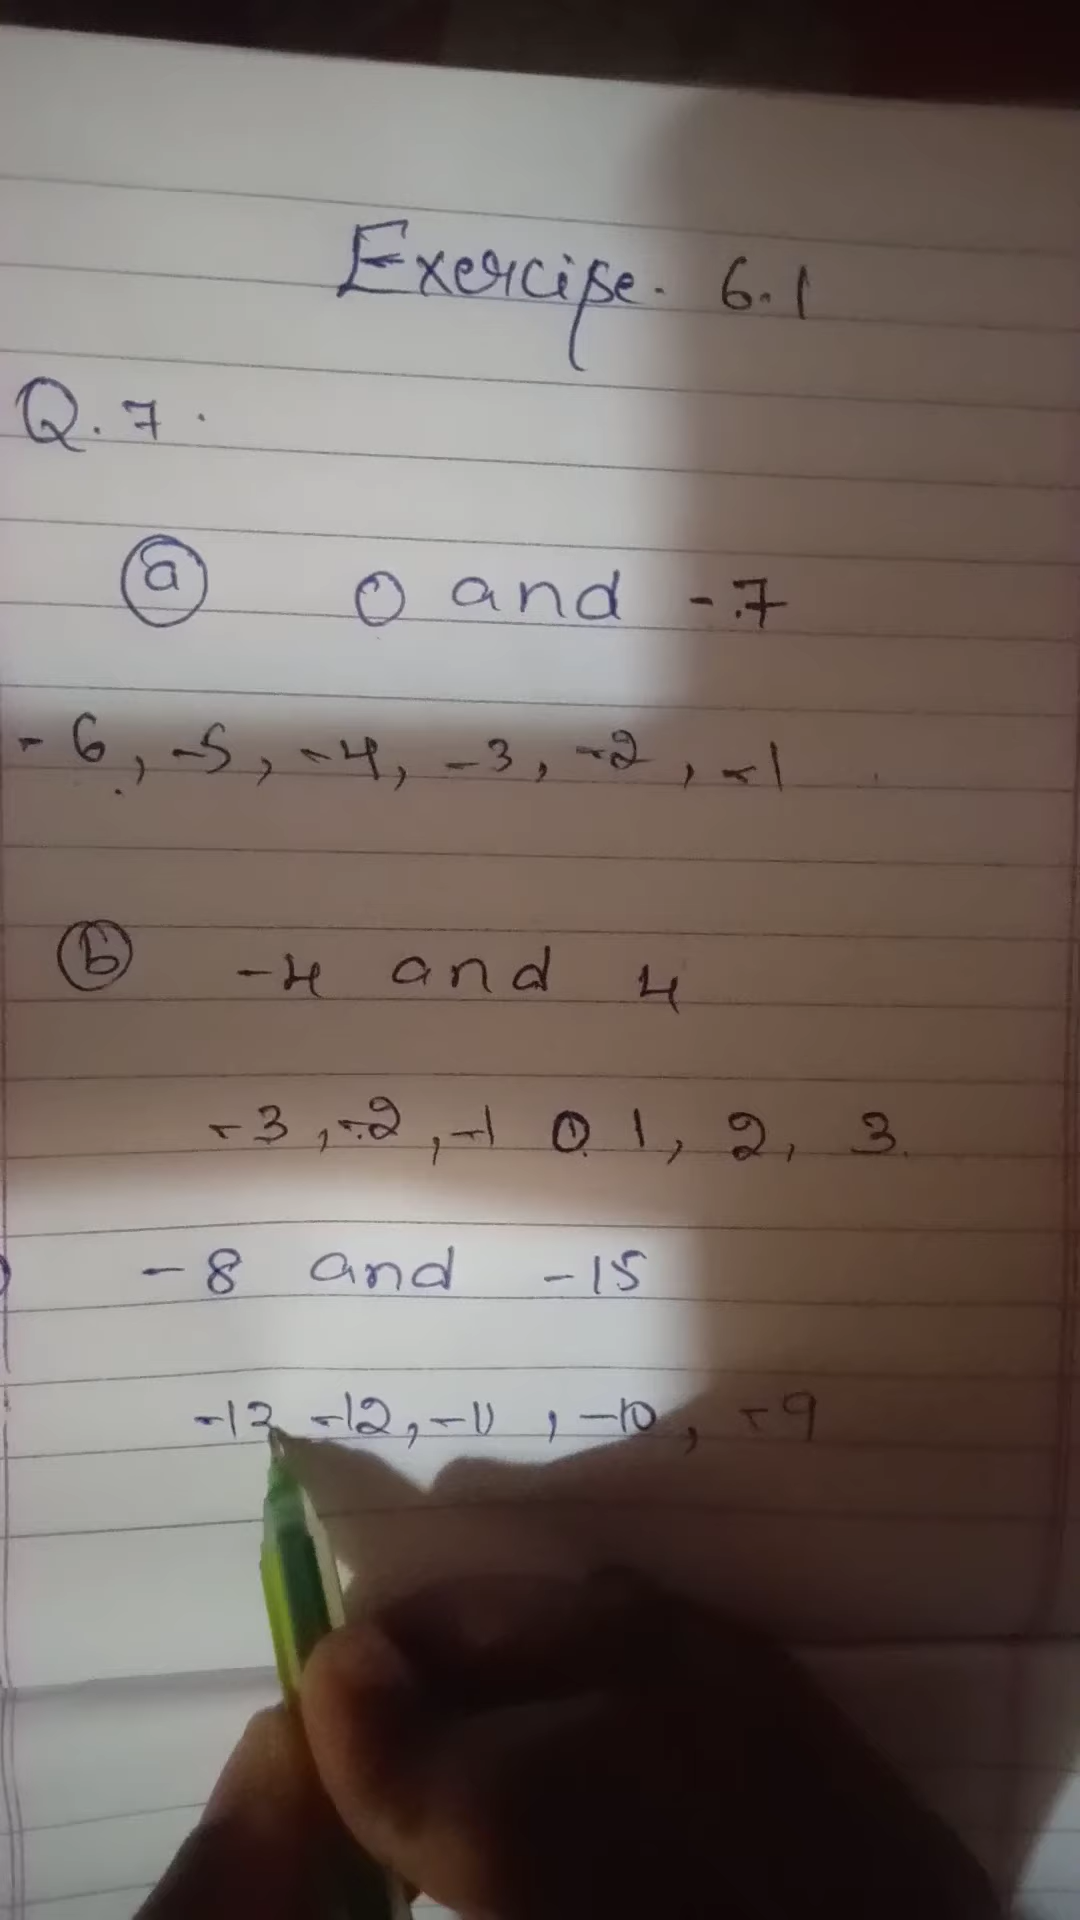 Exercise. 6.1
Q. 7.
a 0 and -7
-6, -5, -4, -3, -2, -1
b -4 and 4
-3, -2, -1 0 1, 2, 3.
-8 and -15
-13 -12, -11, -10, -9